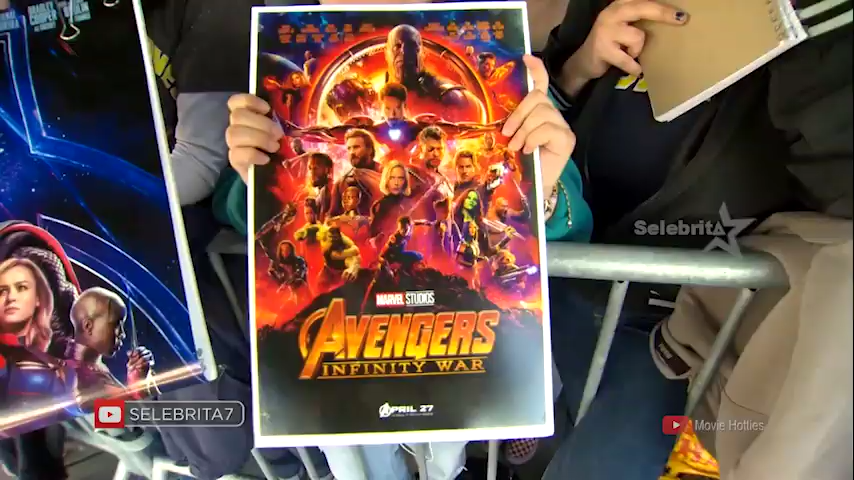 MARVEL STUDIOS
AVENGERS
INFINITY WAR
APRIL 27
SelebritA
SELEBRITA7
Movie Hotties